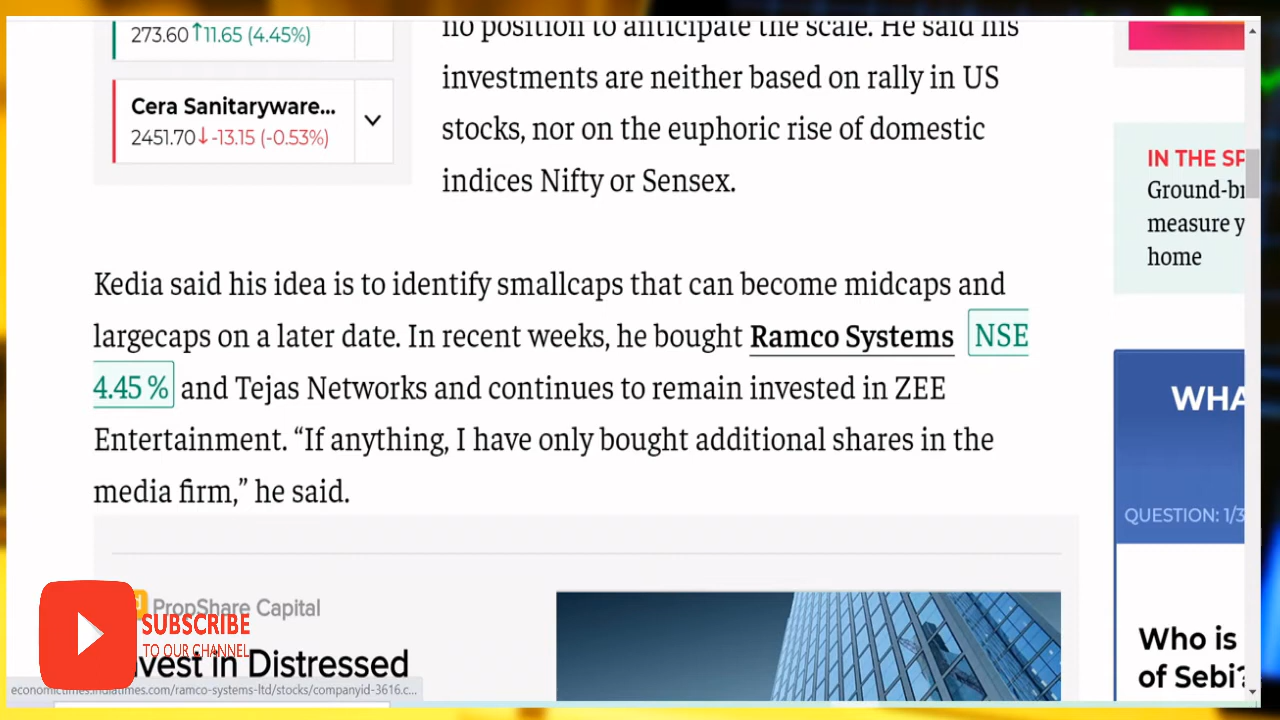 273.60↑11.65 (4.45%)
Cera Sanitaryware...
2451.70↓-13.15 (-0.53%)
no position to anticipate the scale. He said his
investments are neither based on rally in US
stocks, nor on the euphoric rise of domestic
indices Nifty or Sensex.
Kedia said his idea is to identify smallcaps that can become midcaps and
largecaps on a later date. In recent weeks, he bought Ramco Systems NSE
4.45 % and Tejas Networks and continues to remain invested in ZEE
Entertainment. “If anything, I have only bought additional shares in the
media firm,” he said.
PropShare Capital
SUBSCRIBE
TO OUR CHANNEL
in Distressed
economictimes.indiatimes.com/ramco-systems-ltd/stocks/companyid-3616.c...
IN THE
measure
home
QUESTION: 1/3
Who is
of Sebi?